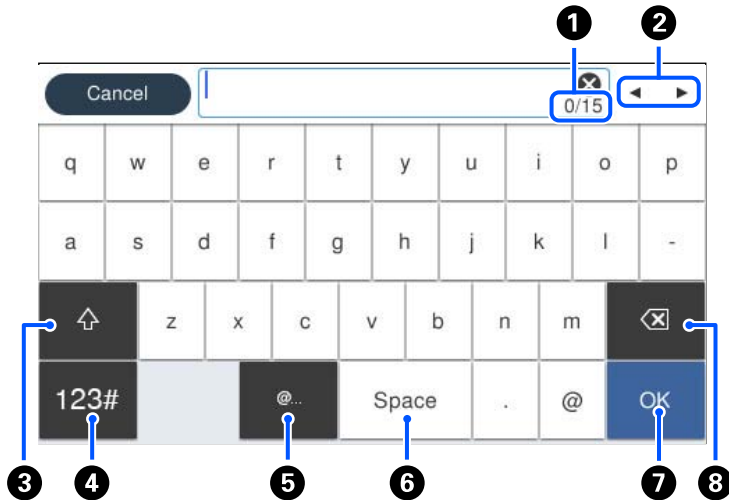 1 2
Cancel
0/15
q w e r t y u i o p
a s d f g h j k l -
z x c v b n m
123# @... Space . @ OK
3 4 5 6 7 8